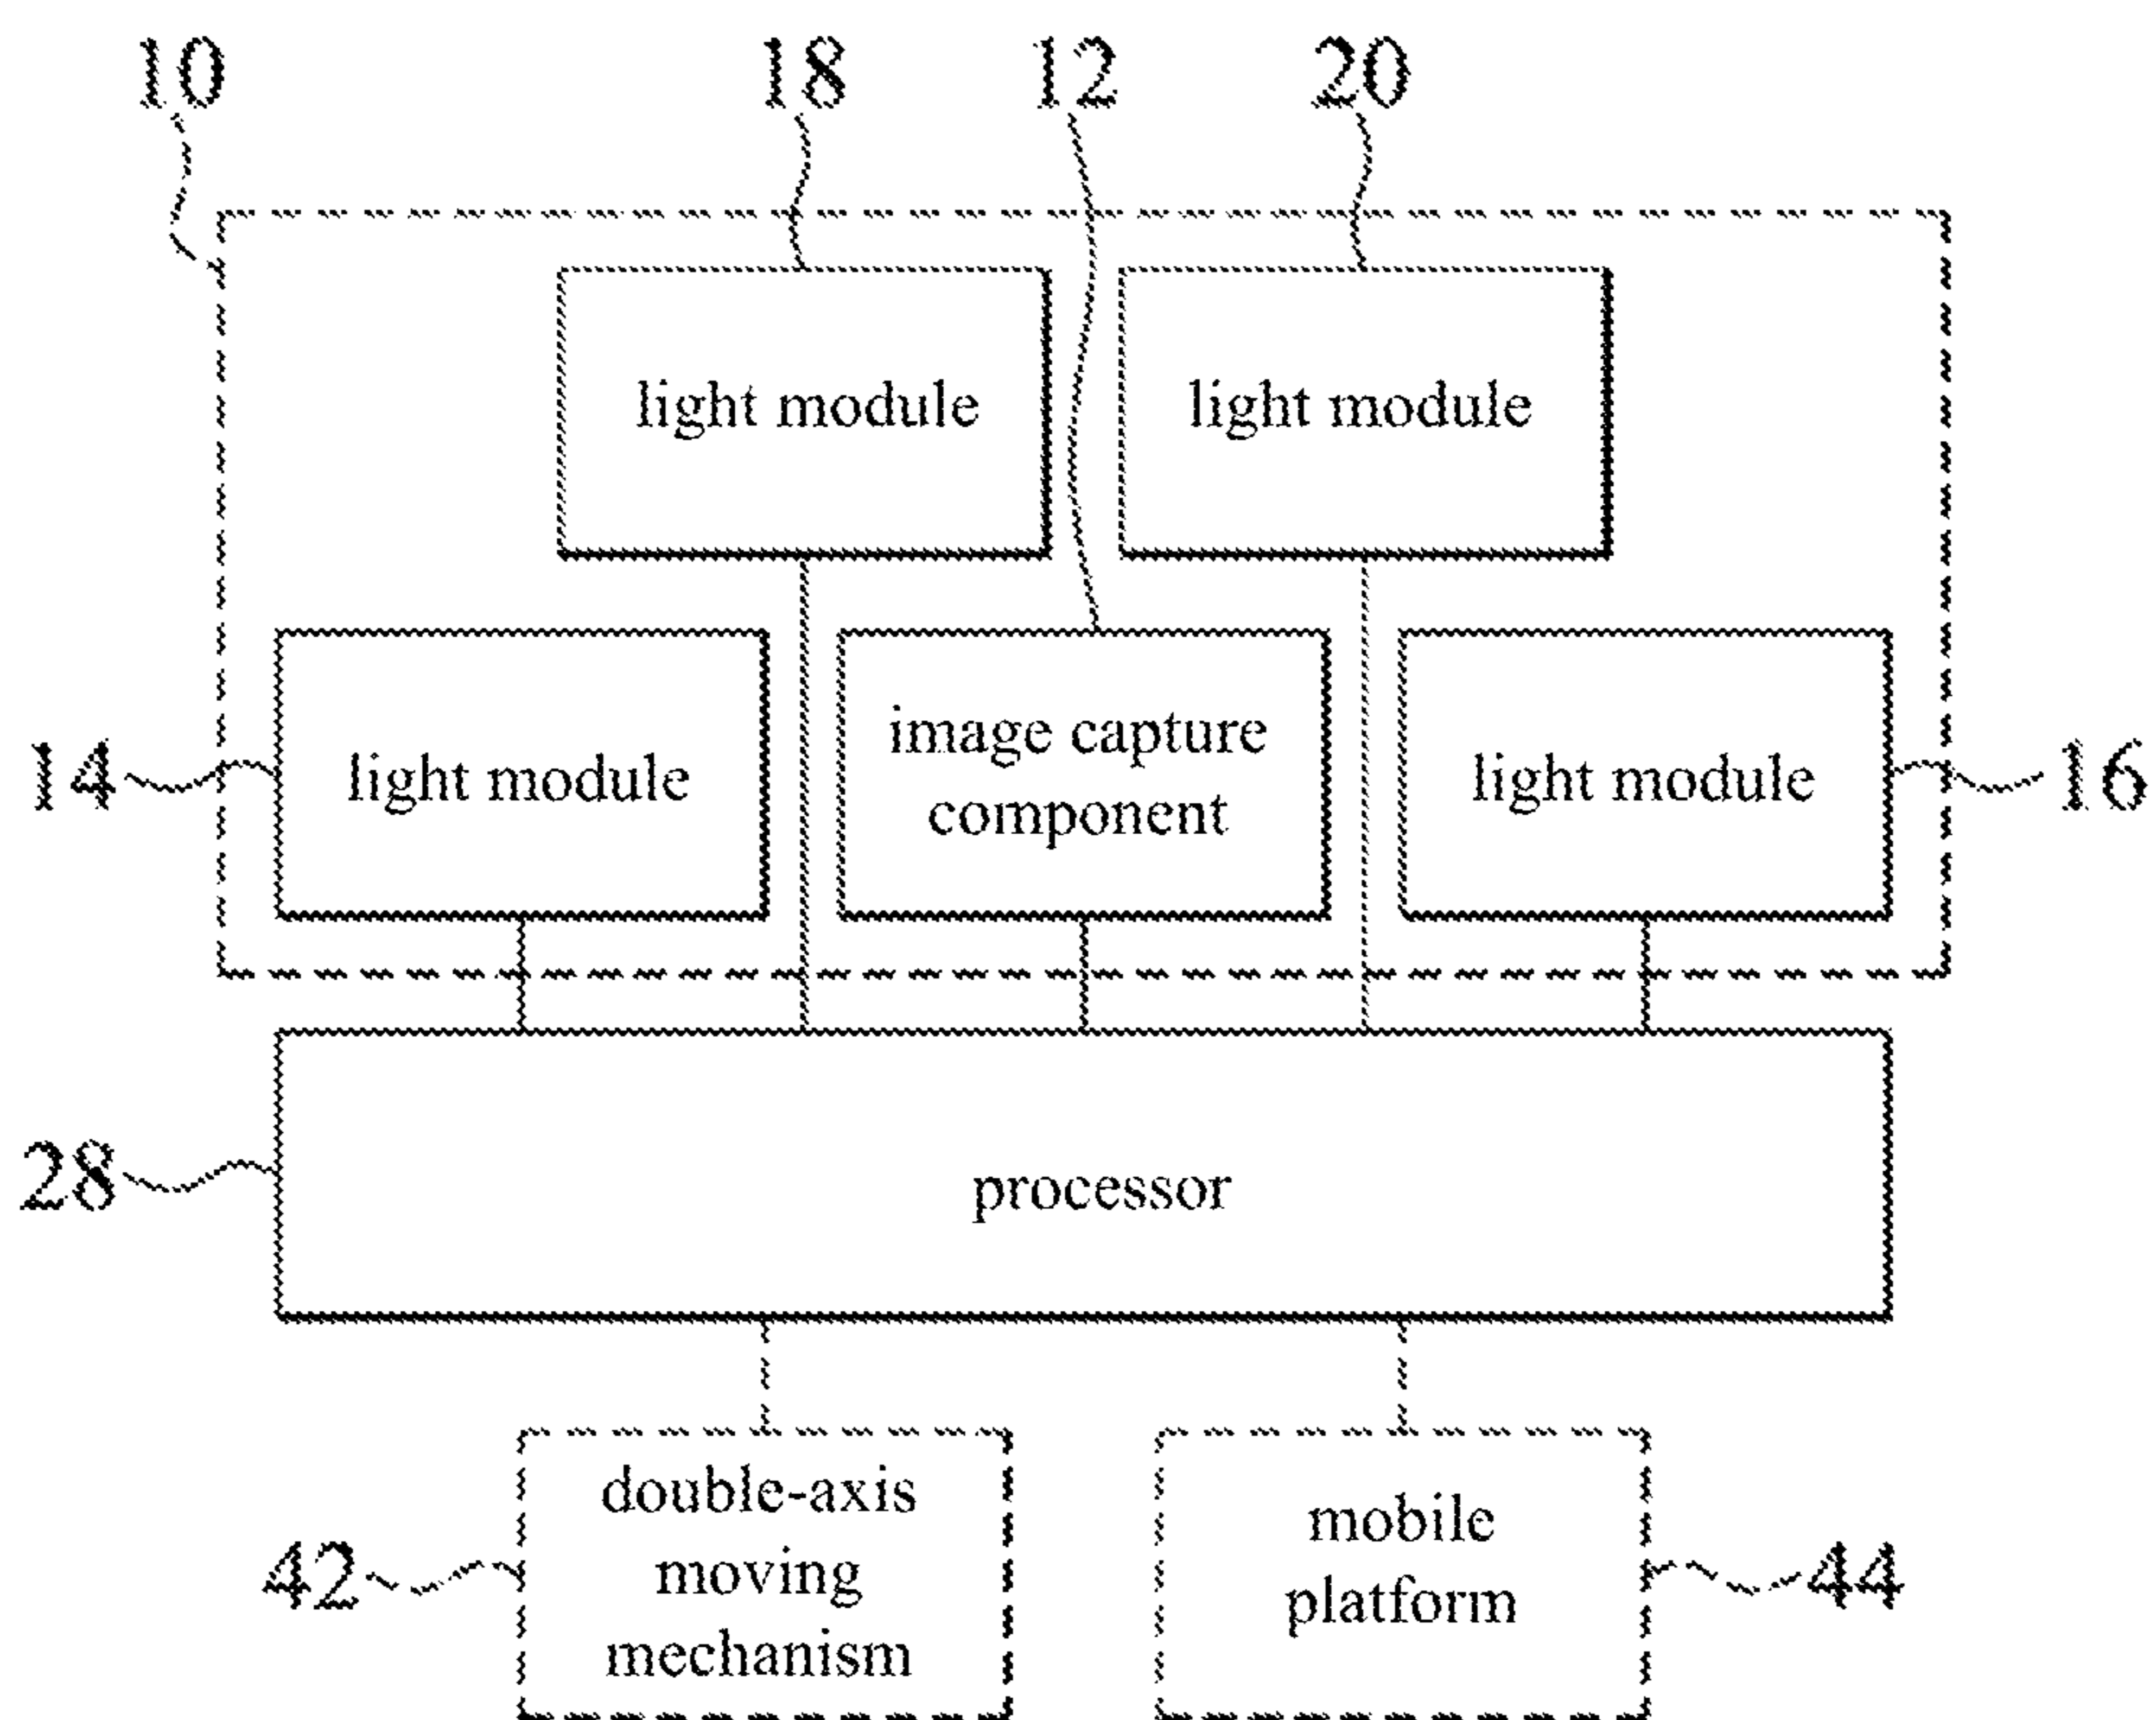 10
18
12
20
light module
light module
14
light module
image capture
component
light module
16
28
processor
42
double-axis
moving
mechanism
mobile
platform
44